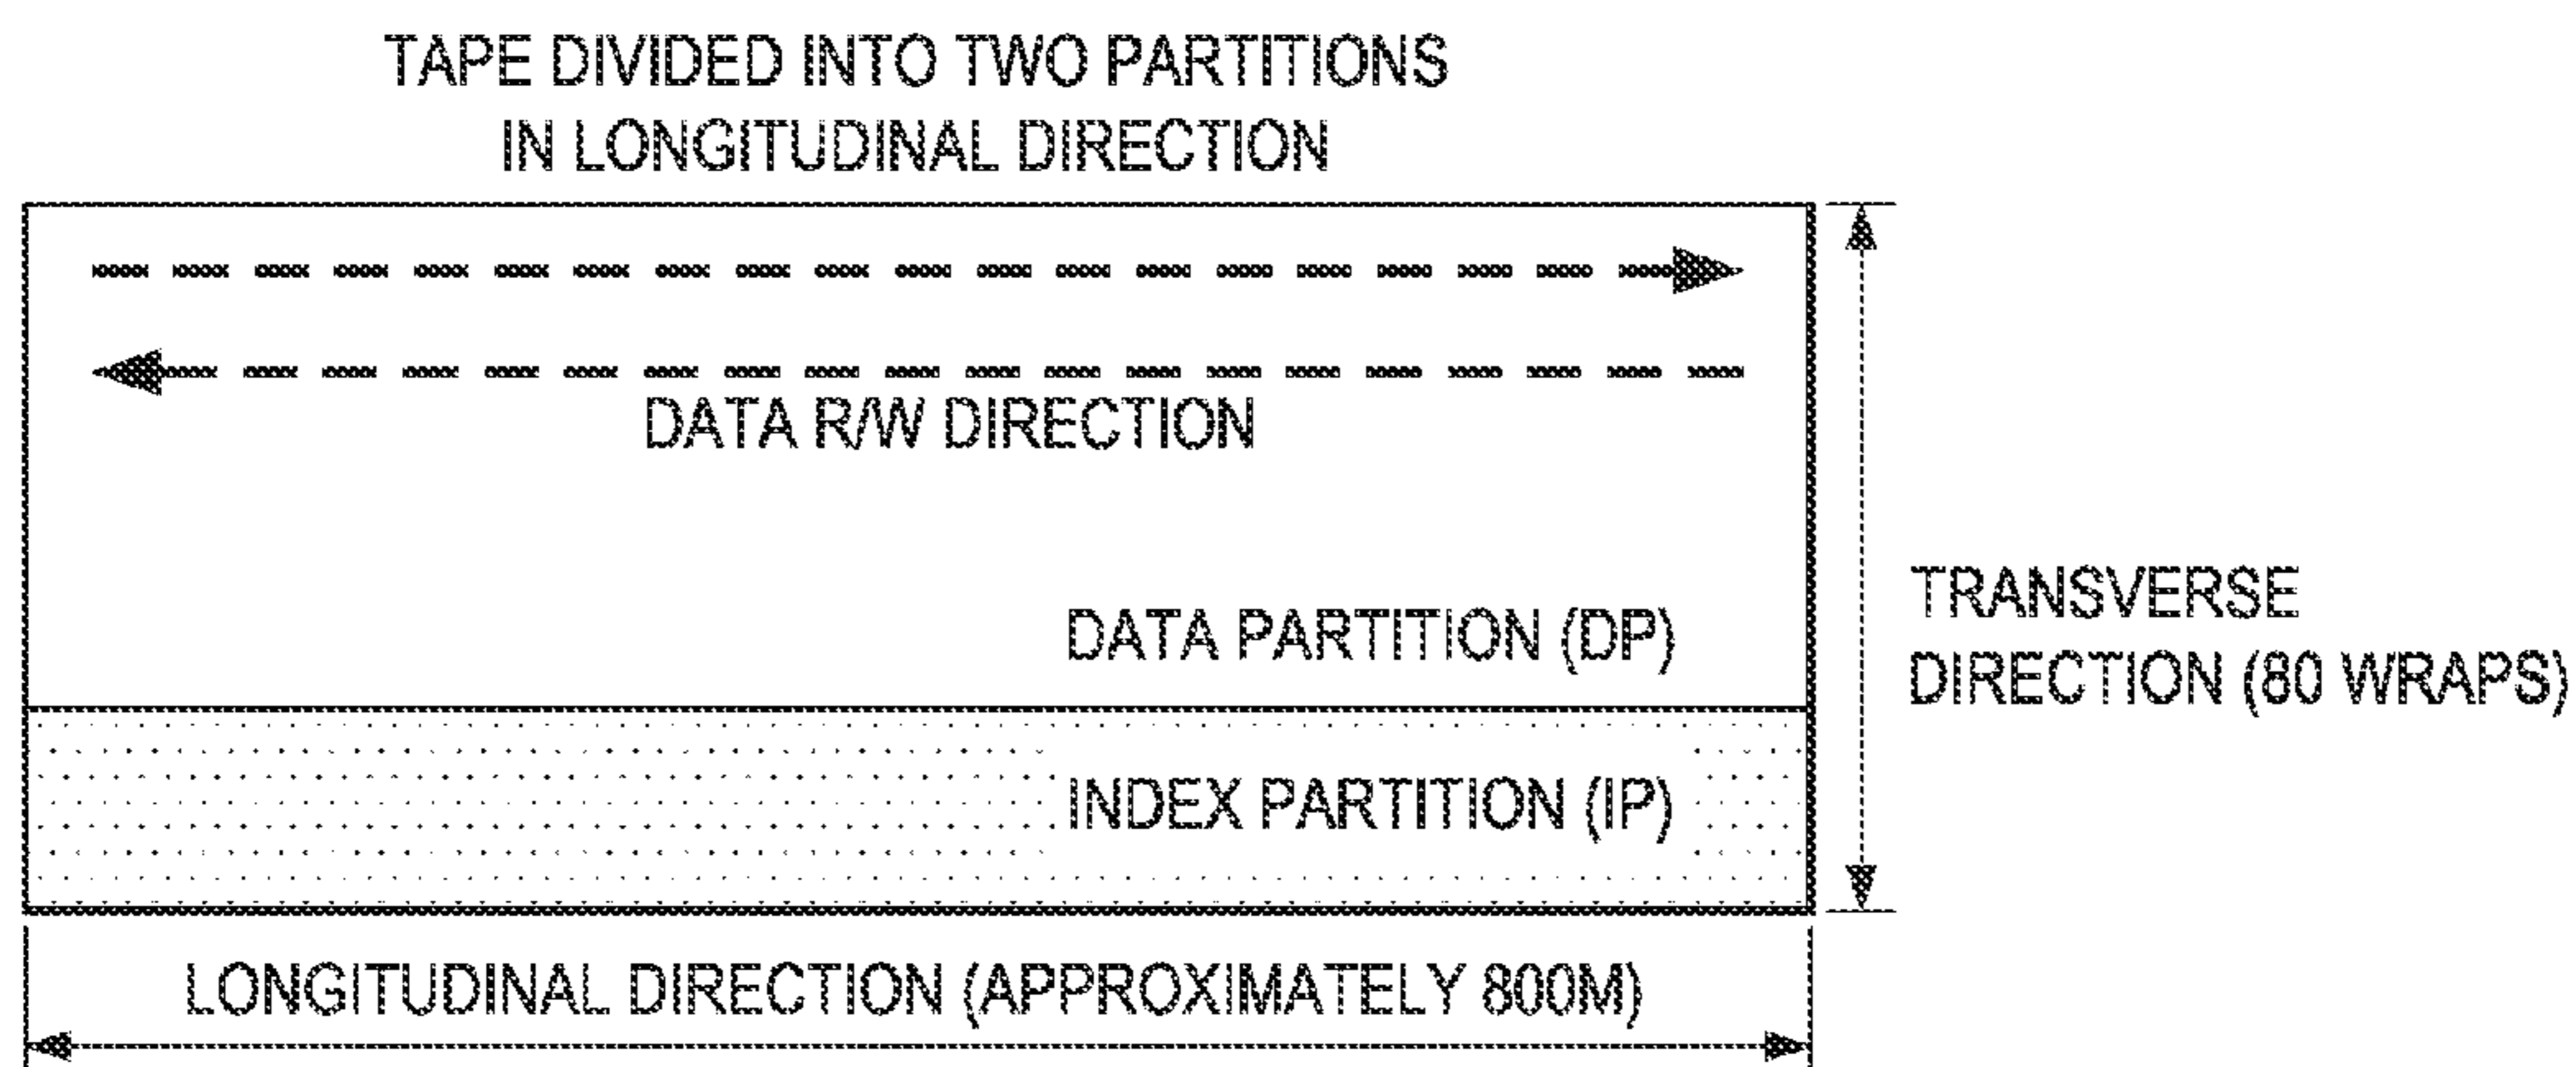 TAPE DIVIDED INTO TWO PARTITIONS
IN LONGITUDINAL DIRECTION
DATA R/W DIRECTION
DATA PARTITION (DP)
INDEX PARTITION (IP)
TRANSVERSE
DIRECTION (80 WRAPS)
LONGITUDINAL DIRECTION (APPROXIMATELY 800M)